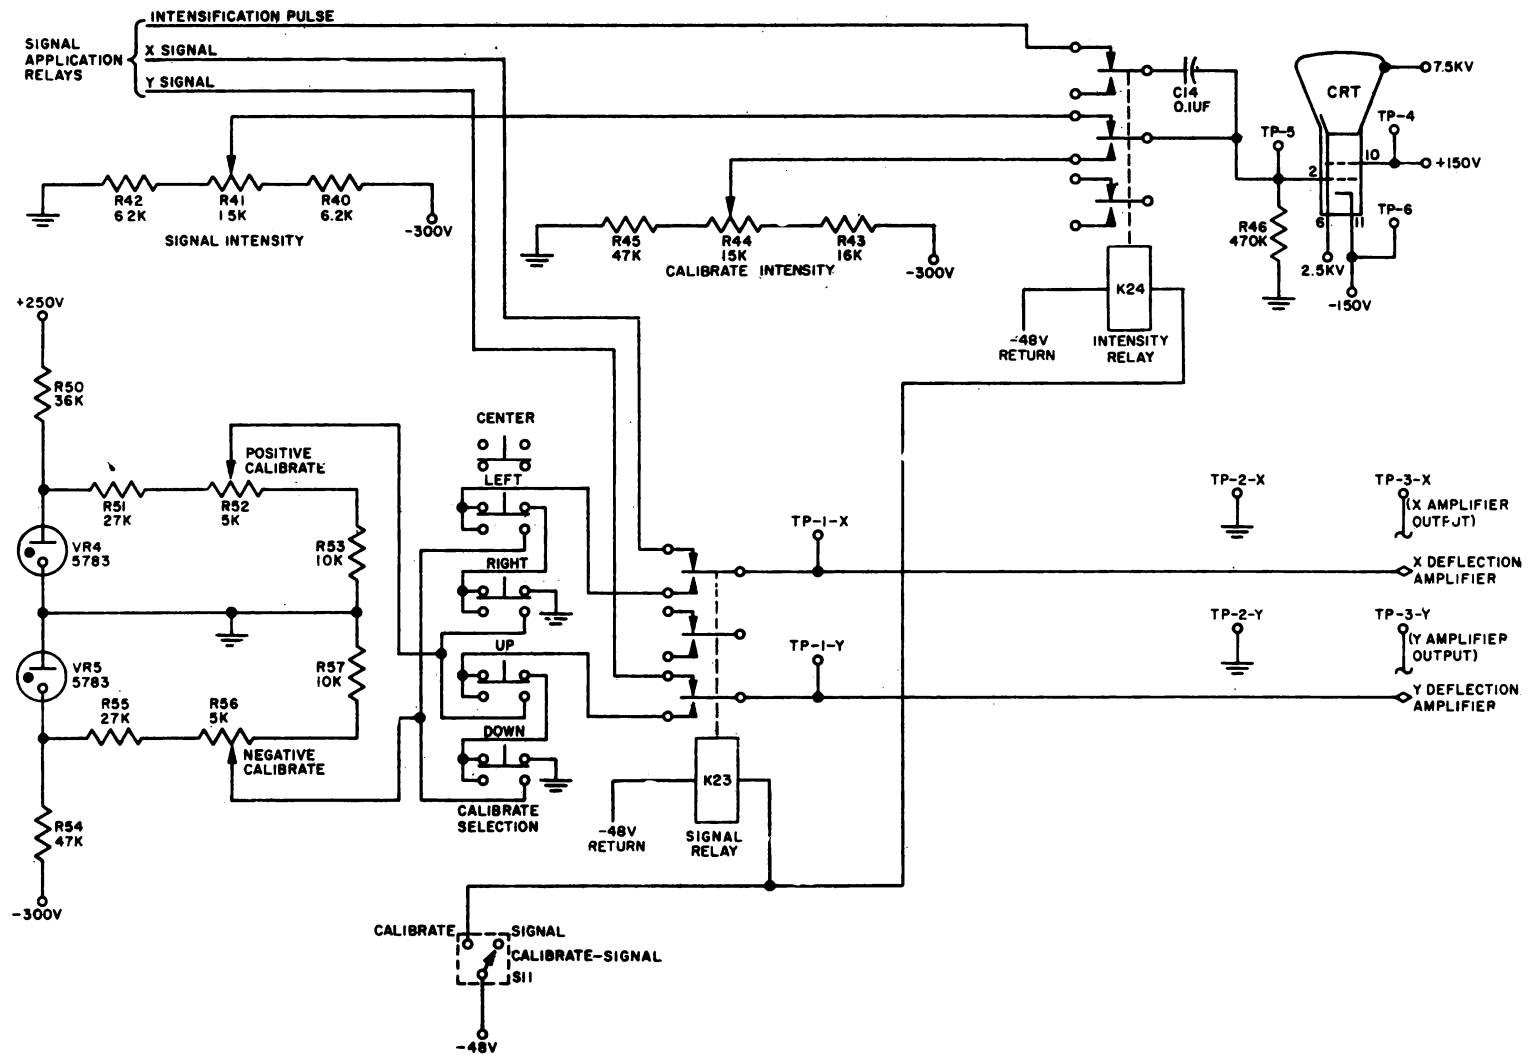 INTENSIFICATION PULSE
SIGNAL
APPLICATION
RELAYS
X SIGNAL
Y SIGNAL
C14
0.1UF
CRT
7.5KV
TP-5
TP-4
10
+150V
2
TP-6
6
11
R46
470K
2.5KV
-150V
R42
62K
R41
15K
R40
6.2K
-300V
SIGNAL INTENSITY
R45
47K
R44
15K
R43
16K
-300V
CALIBRATE INTENSITY
K24
-48V
RETURN
INTENSITY
RELAY
+250V
R50
36K
POSITIVE
CALIBRATE
R51
27K
R52
5K
VR4
5783
R53
10K
VR5
5783
R57
10K
R55
27K
R56
5K
NEGATIVE
CALIBRATE
R54
47K
-300V
CENTER
LEFT
RIGHT
UP
DOWN
CALIBRATE
SELECTION
TP-1-X
TP-2-X
TP-3-X
(X AMPLIFIER
OUTPUT)
X DEFLECTION
AMPLIFIER
TP-1-Y
TP-2-Y
TP-3-Y
(Y AMPLIFIER
OUTPUT)
Y DEFLECTION
AMPLIFIER
K23
-48V
RETURN
SIGNAL
RELAY
CALIBRATE
SIGNAL
CALIBRATE-SIGNAL
S11
-48V